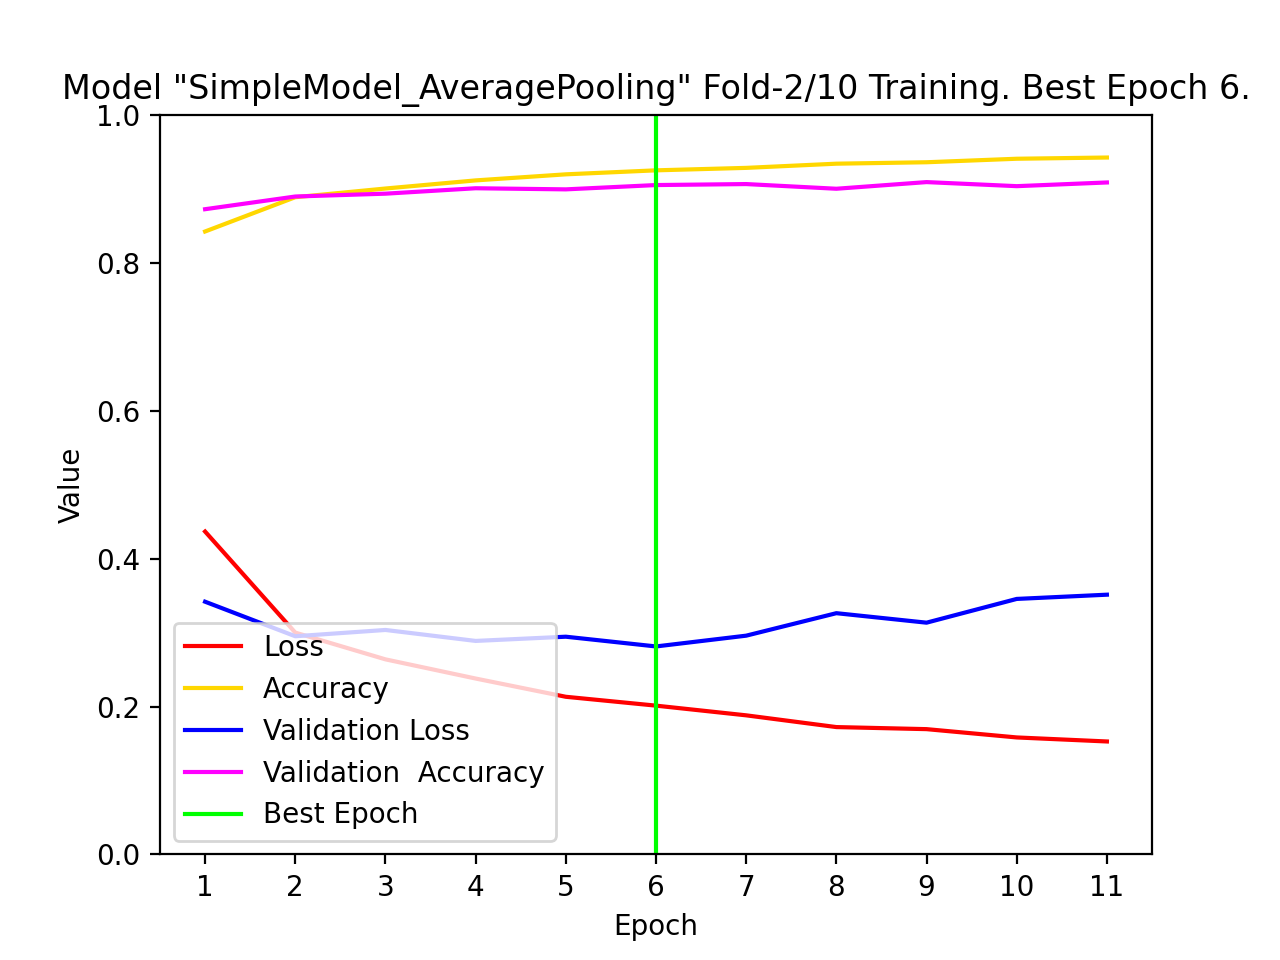 Model "SimpleModel_AveragePooling" Fold-2/10 Training. Best Epoch 6.
1.0
0.8
0.6
0.4
0.2
0.0
Value
Loss
Accuracy
Validation Loss
Validation  Accuracy
Best Epoch
1 2 3 4 5 6 7 8 9 10 11
Epoch